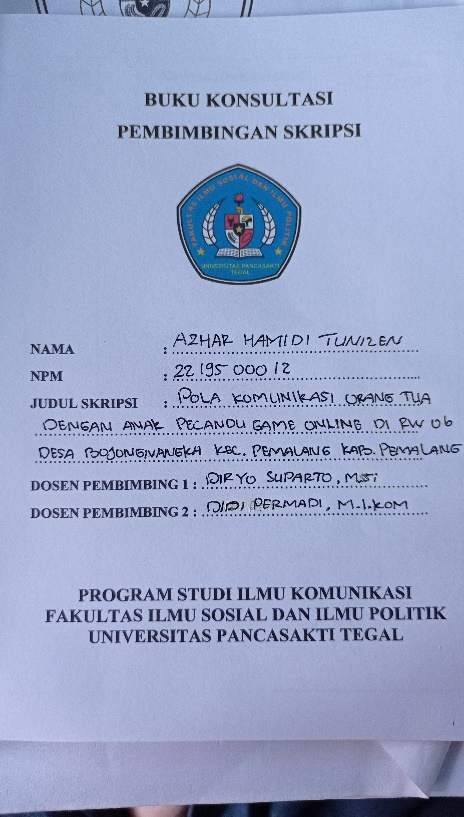 BUKU KONSULTASI
PEMBIMBINGAN SKRIPSI
FAKULTAS ILMU SOSIAL DAN ILMU POLITIK
UNIVERSITAS PANCASAKTI
TEGAL
NAMA : AZHAR HAMIDI TUNIZEN
NPM : 2219500012
JUDUL SKRIPSI : POLA KOMUNIKASI ORANG TUA
DENGAN ANAK PECANDU GAME ONLINE DI RW 06
DESA KEC. PEMALANG KAB. PEMALANG
DOSEN PEMBIMBING 1 : DIRYO SUPARTO, M.Si
DOSEN PEMBIMBING 2 : DIDI PERMADI, M.I.KOM
PROGRAM STUDI ILMU KOMUNIKASI
FAKULTAS ILMU SOSIAL DAN ILMU POLITIK
UNIVERSITAS PANCASAKTI TEGAL